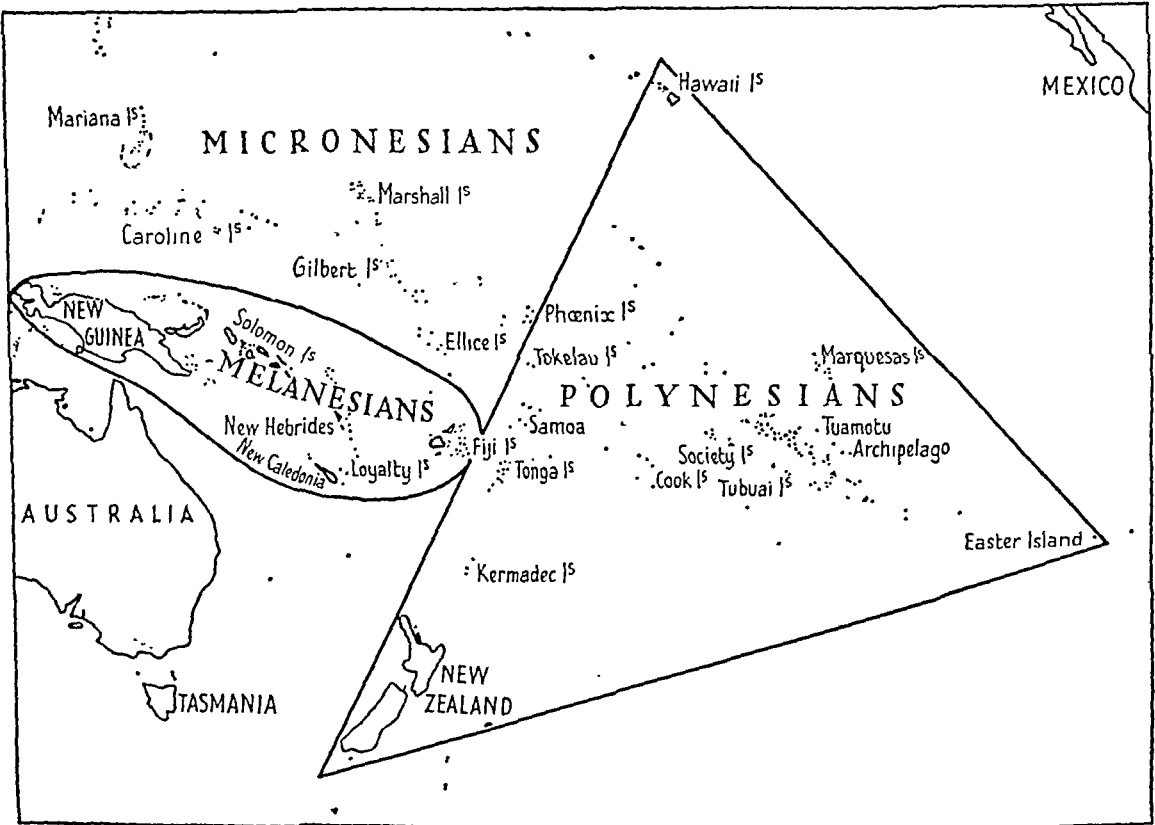 Hawaii Is
MEXICO
Mariana Is
MICRONESIANS
Marshall Is
Caroline Is
Gilbert Is
NEW
GUINEA
Solomon Is
Phœnix Is
Ellice Is
Tokelau Is
Marquesas Is
MELANESIANS
POLYNESIANS
New Hebrides
Samoa
Tuamotu
Archipelago
Fiji Is
Society Is
New Caledonia
Loyalty Is
Tonga Is
Cook Is
Tubuai Is
AUSTRALIA
Easter Island
Kermadec Is
NEW
ZEALAND
TASMANIA